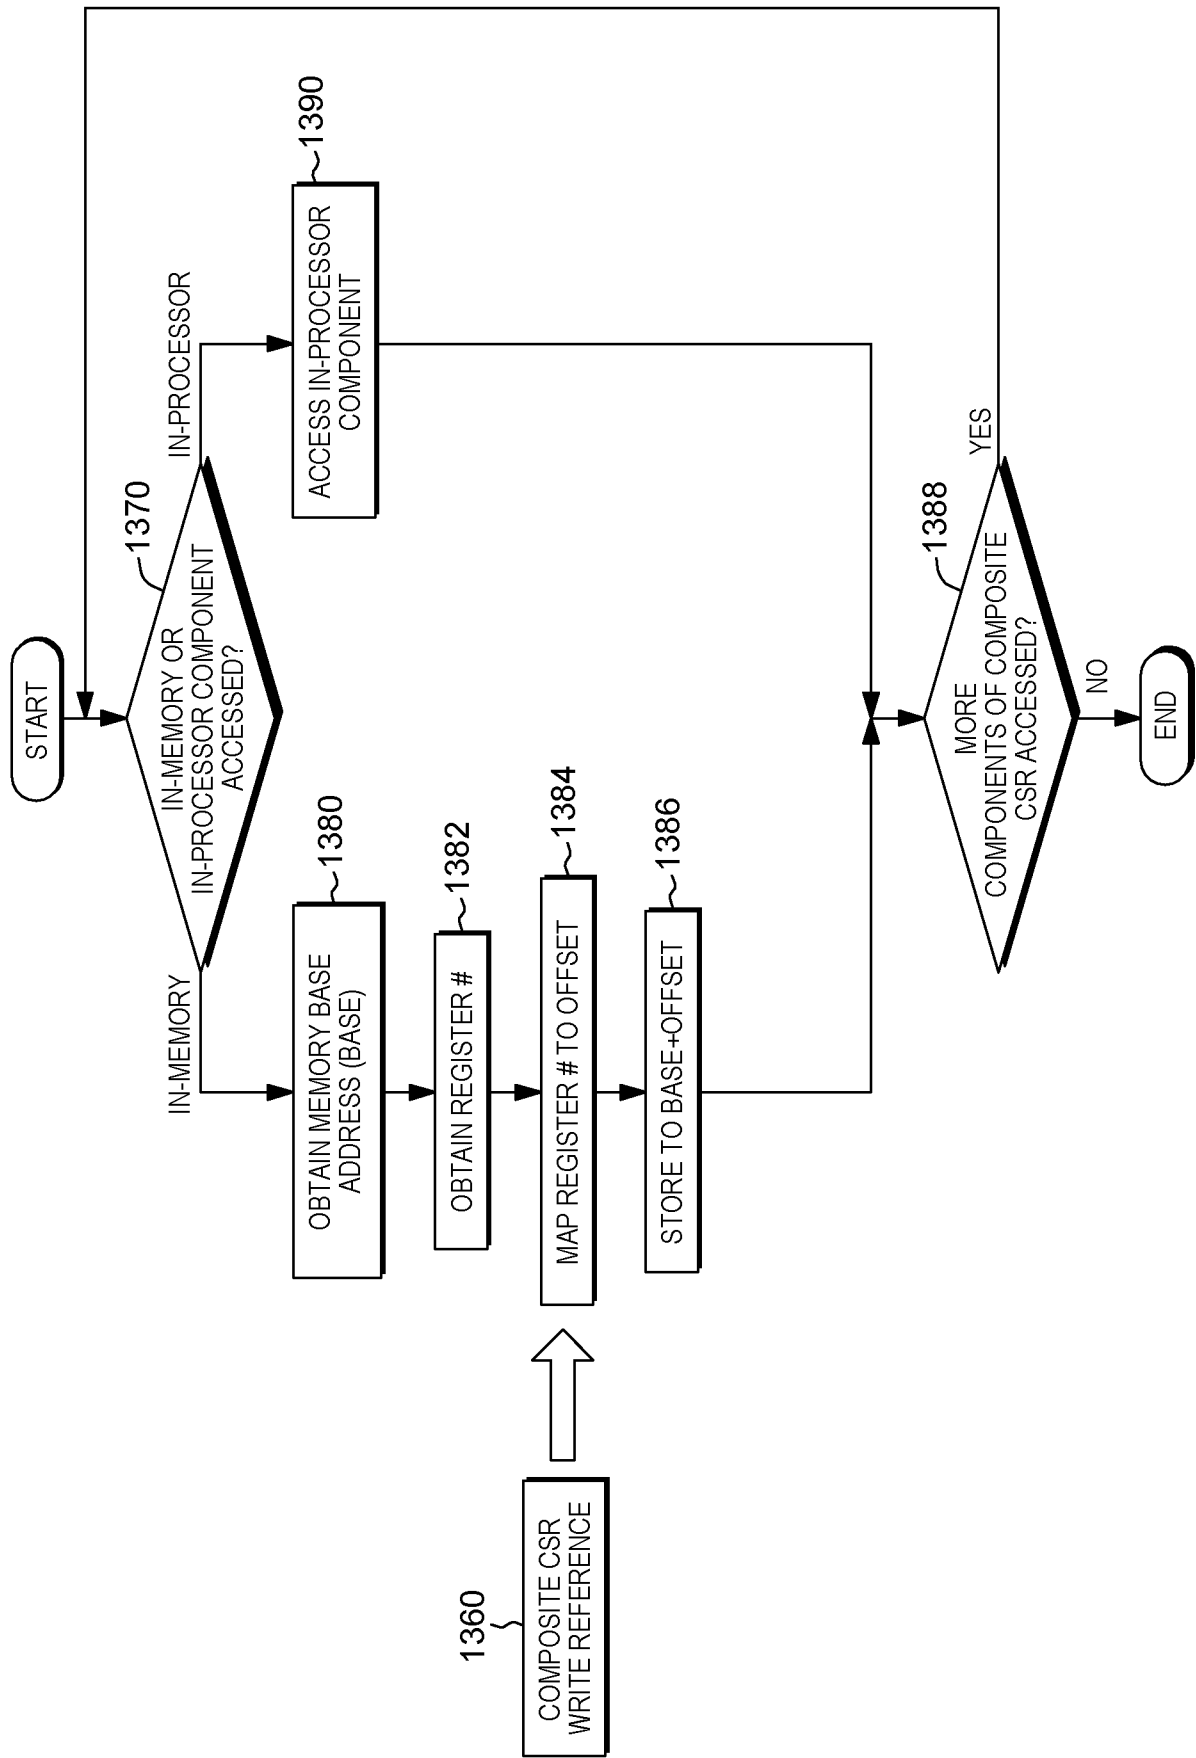 COMPOSITE CSR
WRITE REFERENCE
1360
START
IN-MEMORY OR
IN-PROCESSOR COMPONENT
ACCESSED?
1370
IN-MEMORY
IN-PROCESSOR
OBTAIN MEMORY BASE
ADDRESS (BASE)
1380
OBTAIN REGISTER #
1382
MAP REGISTER # TO OFFSET
1384
STORE TO BASE+OFFSET
1386
ACCESS IN-PROCESSOR
COMPONENT
1390
MORE
COMPONENTS OF COMPOSITE
CSR ACCESSED?
1388
YES
NO
END